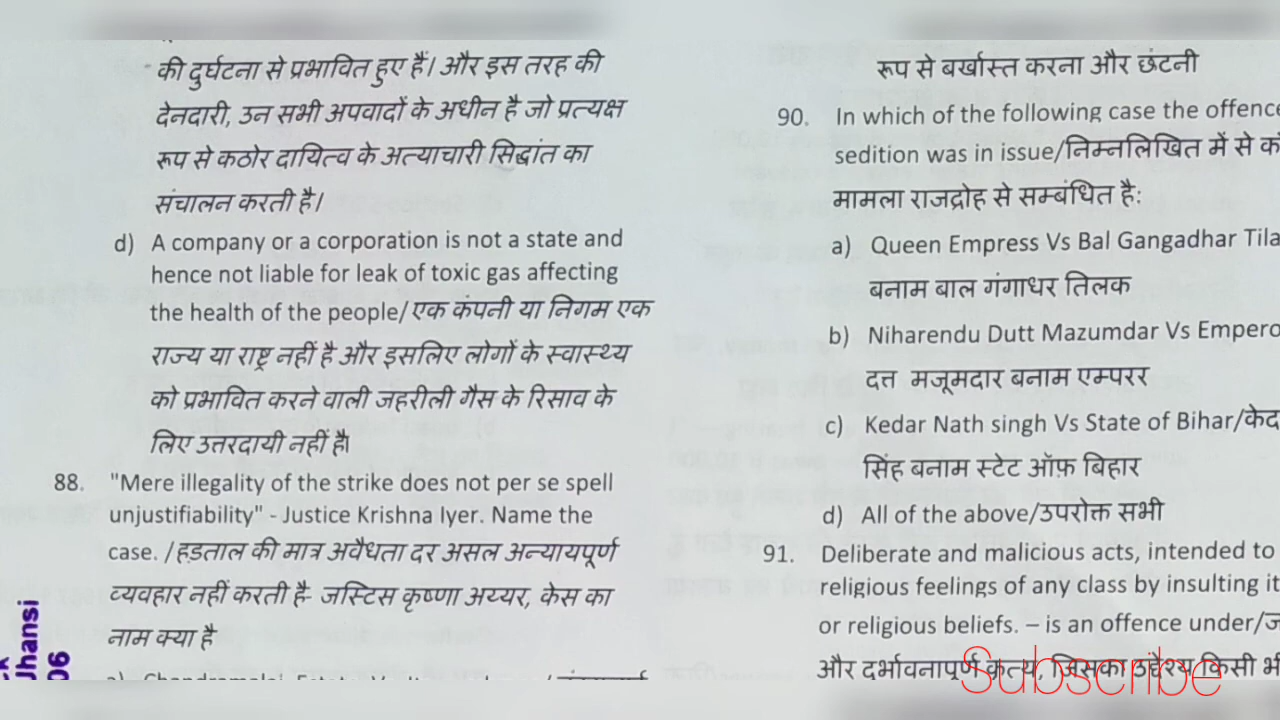 की दुर्घटना से प्रभावित हुए हैं। और इस तरह की
देनदारी, उन सभी अपवादों के अधीन है जो प्रत्यक्ष
रूप से कठोर दायित्व के अत्याचारी सिद्धांत का
संचालन करती है।
d) A company or a corporation is not a state and
hence not liable for leak of toxic gas affecting
the health of the people/एक कंपनी या निगम एक
राज्य या राष्ट्र नहीं है और इसलिए लोगों के स्वास्थ्य
को प्रभावित करने वाली जहरीली गैस के रिसाव के
लिए उत्तरदायी नहीं है।
88. "Mere illegality of the strike does not per se spell
unjustifiability" - Justice Krishna Iyer. Name the
case. /हडताल की मात्र अवैधता दर असल अन्यायपूर्ण
व्यवहार नहीं करती है- जस्टिस कृष्णा अय्यर, केस का
नाम क्या है
रूप से बर्खास्त करना और छंटनी
90. In which of the following case the offence
sedition was in issue/निम्नलिखित में से
मामला राजद्रोह से सम्बंधित है:
a) Queen Empress Vs Bal Gangadhar Tila
बनाम बाल गंगाधर तिलक
b) Niharendu Dutt Mazumdar Vs Empero
दत्त मजूमदार बनाम एम्परर
c) Kedar Nath singh Vs State of Bihar/केद
सिंह बनाम स्टेट ऑफ़ बिहार
d) All of the above/उपरोक्त सभी
91. Deliberate and malicious acts, intended to
religious feelings of any class by insulting it
or religious beliefs. – is an offence under/ज
और दर्भावनापूर्ण कृत्य, जिसका उद्देश्य किसी भी
Jhansi
06
Subscribe